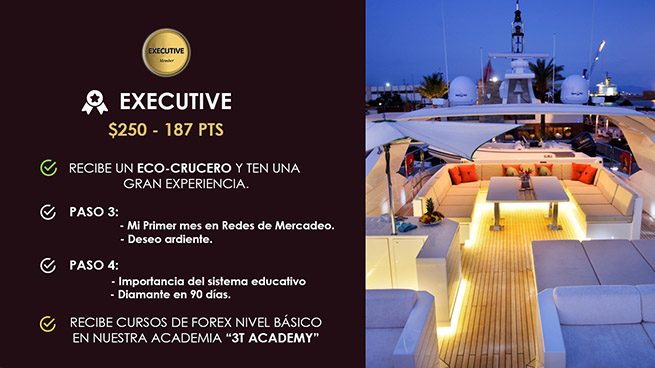 EXECUTIVE
Member
EXECUTIVE
$250 - 187 PTS
RECIBE UN ECO-CRUCERO Y TEN UNA
GRAN EXPERIENCIA.
PASO 3:
- Mi Primer mes en Redes de Mercadeo.
- Deseo ardiente.
PASO 4:
- Importancia del sistema educativo
- Diamante en 90 días.
RECIBE CURSOS DE FOREX NIVEL BÁSICO
EN NUESTRA ACADEMIA “3T ACADEMY”